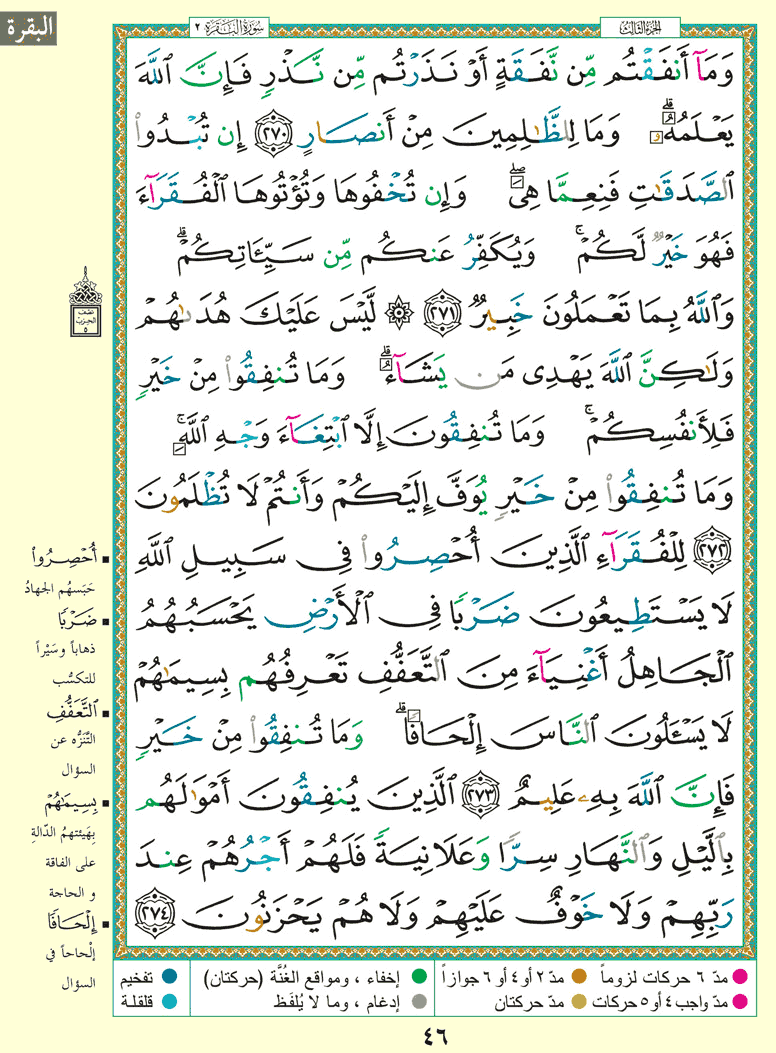 البقرة
الجزء الثالث
سورة البقرة ٢
وَمَآ أَنفَقْتُم مِّن نَّفَقَةٍ أَوْ نَذَرْتُم مِّن نَّذْرٍ فَإِنَّ ٱللَّهَ
يَعْلَمُهُۥ ۗ وَمَا لِلظَّٰلِمِينَ مِنْ أَنصَارٍ ﴿٢٧٠﴾ إِن تُبْدُوا۟
ٱلصَّدَقَٰتِ فَنِعِمَّا هِىَ ۖ وَإِن تُخْفُوهَا وَتُؤْتُوهَا ٱلْفُقَرَآءَ
فَهُوَ خَيْرٌ لَّكُمْ ۚ وَيُكَفِّرُ عَنكُم مِّن سَيِّـَٔاتِكُمْ ۗ
وَٱللَّهُ بِمَا تَعْمَلُونَ خَبِيرٌ ﴿٢٧١﴾ ۞ لَّيْسَ عَلَيْكَ هُدَىٰهُمْ
وَلَٰكِنَّ ٱللَّهَ يَهْدِى مَن يَشَآءُ ۗ وَمَا تُنفِقُوا۟ مِنْ خَيْرٍ
فَلِأَنفُسِكُمْ ۚ وَمَا تُنفِقُونَ إِلَّا ٱبْتِغَآءَ وَجْهِ ٱللَّهِ ۚ
وَمَا تُنفِقُوا۟ مِنْ خَيْرٍ يُوَفَّ إِلَيْكُمْ وَأَنتُمْ لَا تُظْلَمُونَ
﴿٢٧٢﴾ لِلْفُقَرَآءِ ٱلَّذِينَ أُحْصِرُوا۟ فِى سَبِيلِ ٱللَّهِ
لَا يَسْتَطِيعُونَ ضَرْبًا فِى ٱلْأَرْضِ يَحْسَبُهُمُ
ٱلْجَاهِلُ أَغْنِيَآءَ مِنَ ٱلتَّعَفُّفِ تَعْرِفُهُم بِسِيمَٰهُمْ
لَا يَسْـَٔلُونَ ٱلنَّاسَ إِلْحَافًا ۗ وَمَا تُنفِقُوا۟ مِنْ خَيْرٍ
فَإِنَّ ٱللَّهَ بِهِۦ عَلِيمٌ ﴿٢٧٣﴾ ٱلَّذِينَ يُنفِقُونَ أَمْوَٰلَهُم
بِٱلَّيْلِ وَٱلنَّهَارِ سِرًّا وَعَلَانِيَةً فَلَهُمْ أَجْرُهُمْ عِندَ
رَبِّهِمْ وَلَا خَوْفٌ عَلَيْهِمْ وَلَا هُمْ يَحْزَنُونَ ﴿٢٧٤﴾
نصف
الحزب
٥
▪ أُحْصِرُوا۟
حَبَسهُم الجهادُ
▪ ضَرْبًا
ذهاباً وسَيْراً
للتكسُّب
▪ ٱلتَّعَفُّفِ
التَّنَزُّه عن
السؤال
▪ بِسِيمَٰهُمْ
بِهَيئتهمُ الدّالةِ
على الفاقة
و الحاجة
▪ إِلْحَافًا
إلْحاحاً في
السؤال
مدّ ٦ حركات لزوماً
مدّ ٢ أو ٤ أو ٦ جوازاً
إخفاء ، ومواقع الغُنَّة (حركتان)
تفخيم
مدّ واجب ٤ أو ٥ حركات
مدّ حركتان
إدغام ، وما لا يُلفَظ
قلقلة
٤٦